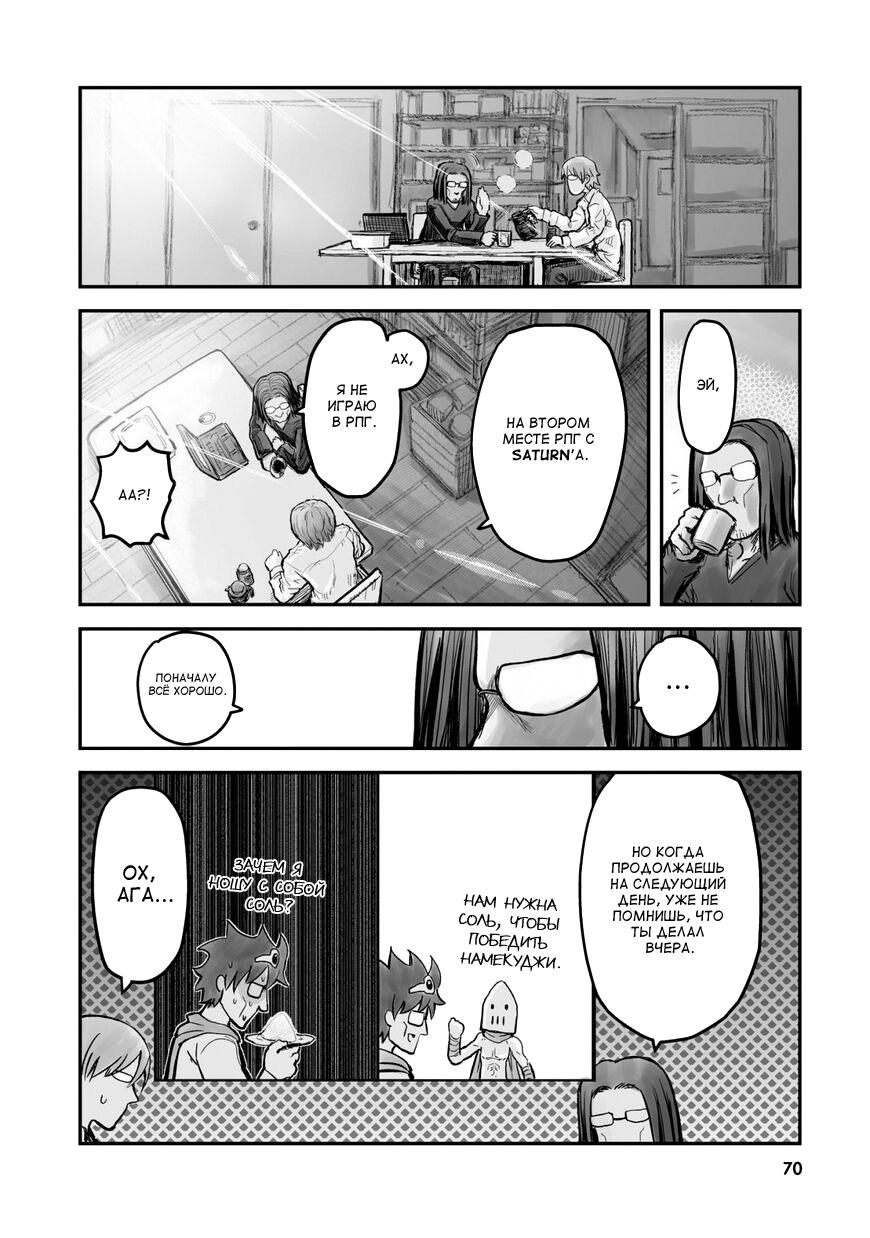 ЭЙ,
НА ВТОРОМ
МЕСТЕ РПГ С
SATURN'А.
АХ,
Я НЕ
ИГРАЮ
В РПГ.
АА?!
...
ПОНАЧАЛУ
ВСЁ ХОРОШО.
НО КОГДА
ПРОДОЛЖАЕШЬ
НА СЛЕДУЮЩИЙ
ДЕНЬ, УЖЕ НЕ
ПОМНИШЬ, ЧТО
ТЫ ДЕЛАЛ
ВЧЕРА.
НАМ НУЖНА
СОЛЬ, ЧТОБЫ
ПОБЕДИТЬ
НАМЕКУДЖИ.
ЗАЧЕМ Я
НОШУ С СОБОЙ
СОЛЬ?
ОХ,
АГА...
70